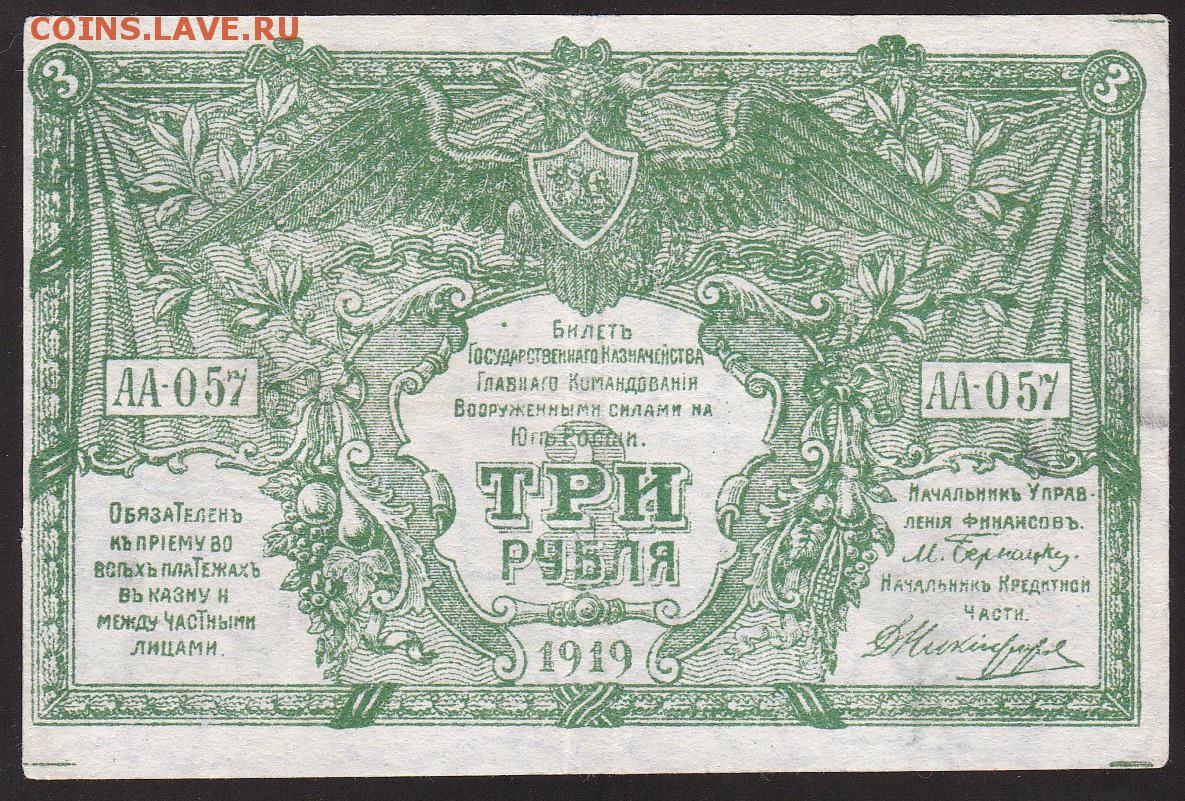 COINS.LAVE.RU
3 3
Билетъ
Государственнаго Казначейства
Главнаго Командованія
Вооруженными силами на
Югѣ Россіи.
АА-057 АА-057
3
ТРИ
РУБЛЯ
Обязателенъ
къ пріему во
всѣхъ платежахъ
въ казну и
между частными
лицами.
Начальникъ Управ-
ленія финансовъ.
М. Бернацкій.
Начальникъ Кредитной
части.
1919